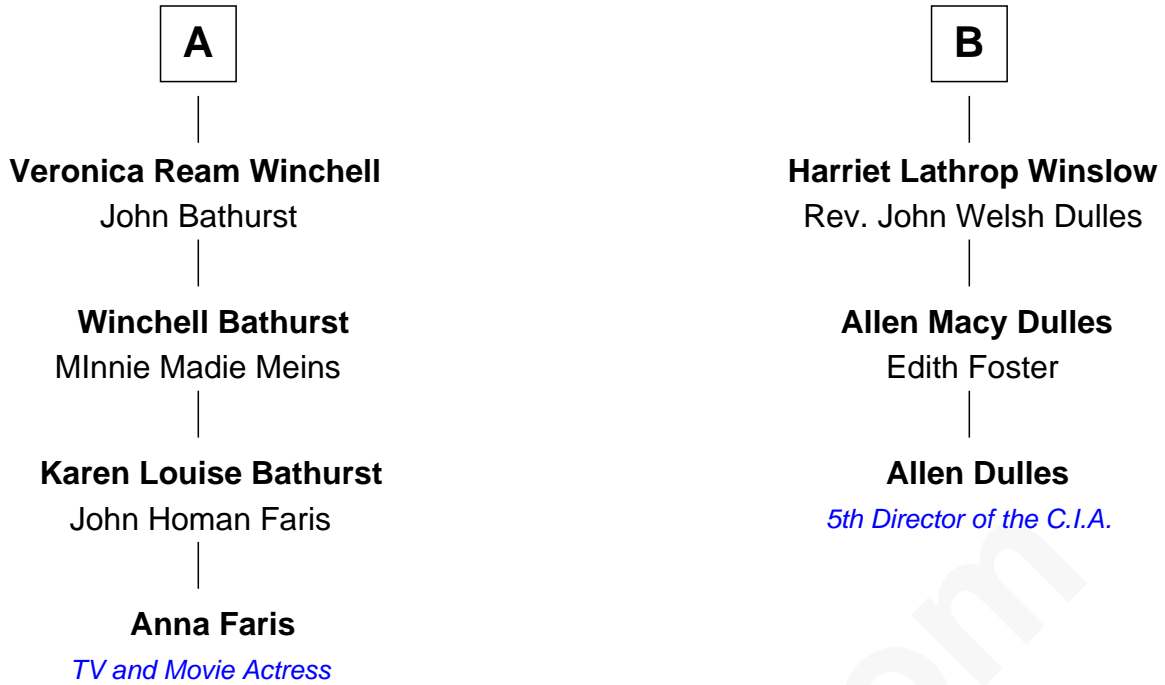 A
Veronica Ream Winchell
John Bathurst
Winchell Bathurst
MInnie Madie Meins
Karen Louise Bathurst
John Homan Faris
Anna Faris
TV and Movie Actress
B
Harriet Lathrop Winslow
Rev. John Welsh Dulles
Allen Macy Dulles
Edith Foster
Allen Dulles
5th Director of the C.I.A.
om